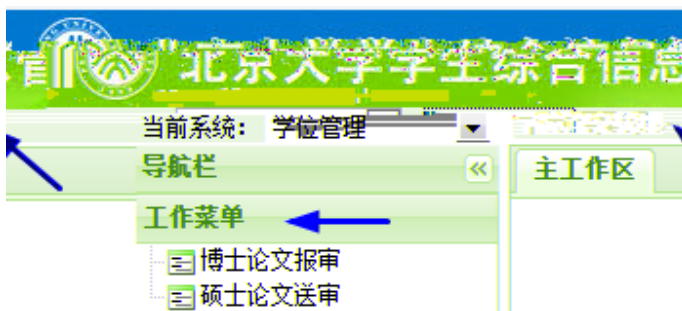 北京大学学生综合信息
当前系统： 学位管理
导航栏
主工作区
工作菜单
博士论文报审
硕士论文送审